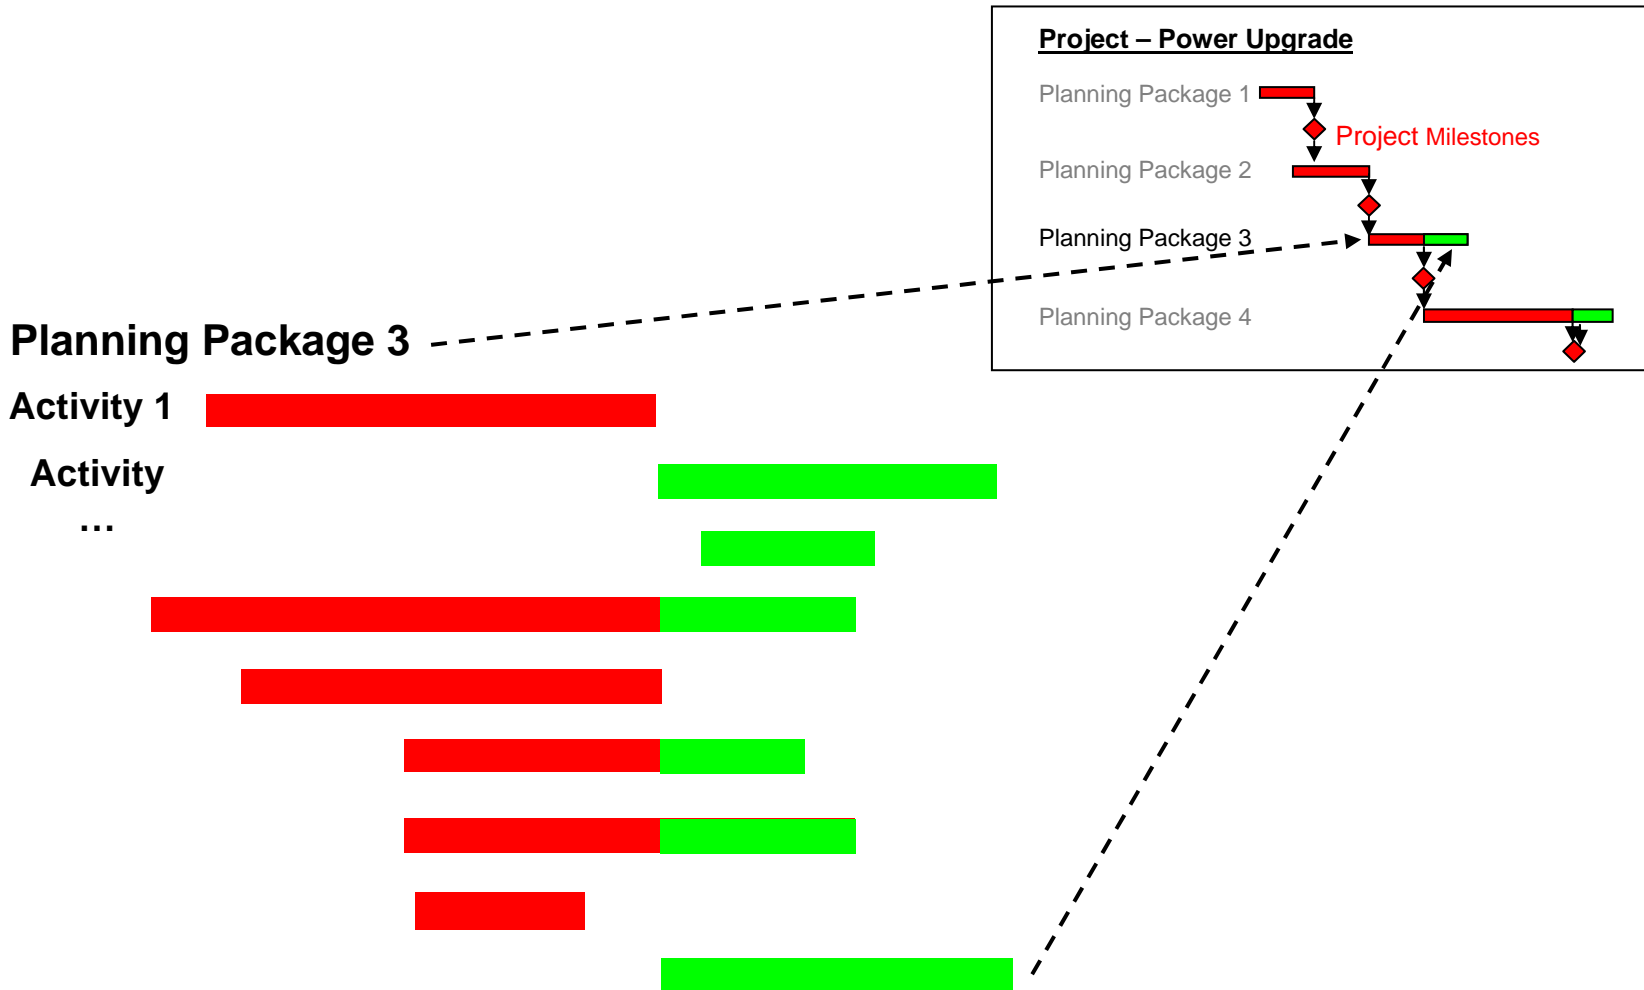 Project – Power Upgrade
Planning Package 1
Project Milestones
Planning Package 2
Planning Package 3
Planning Package 4
Planning Package 3
Activity 1
Activity
…